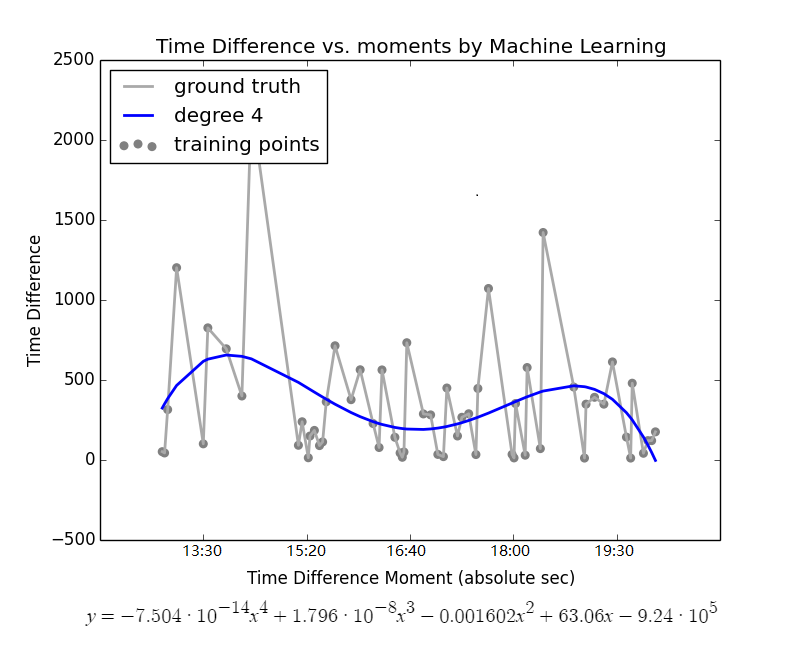 Time Difference vs. moments by Machine Learning
2500
ground truth
degree 4
training points
2000
1500
1000
500
0
−500
Time Difference
13:30 15:20 16:40 18:00 19:30
Time Difference Moment (absolute sec)
y = −7.504 · 10^−14 x^4 + 1.796 · 10^−8 x^3 − 0.001602x^2 + 63.06x − 9.24 · 10^5